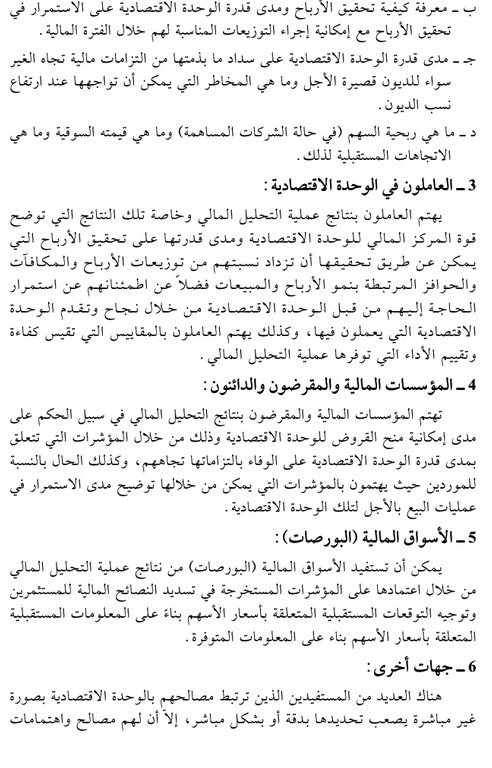 ب ـ معرفة كيفية تحقيق الأرباح ومدى قدرة الوحدة الاقتصادية على الاستمرار في
تحقيق الأرباح مع إمكانية إجراء التوزيعات المناسبة لهم خلال الفترة المالية.
جـ ـ مدى قدرة الوحدة الاقتصادية على سداد ما بذمتها من التزامات مالية تجاه الغير
سواء للديون قصيرة الأجل وما هي المخاطر التي يمكن أن تواجهها عند ارتفاع
نسب الديون.
د ـ ما هي ربحية السهم (في حالة الشركات المساهمة) وما هي قيمته السوقية وما هي
الاتجاهات المستقبلية لذلك.
3 ـ العاملون في الوحدة الاقتصادية:
يهتم العاملون بنتائج عملية التحليل المالي وخاصة تلك النتائج التي توضح
قوة المركز المالي للوحدة الاقتصادية ومدى قدرتها على تحقيق الأرباح التي
يمكن عن طريق تحقيقها أن تزداد نسبتهم من توزيعات الأرباح والمكافآت
والحوافز المرتبطة بنمو الأرباح والمبيعات فضلاً عن اطمئنانهم عن استمرار
الحاجة إليهم من قبل الوحدة الاقتصادية من خلال نجاح وتقدم الوحدة
الاقتصادية التي يعملون فيها، وكذلك يهتم العاملون بالمقاييس التي تقيس كفاءة
وتقييم الأداء التي توفرها عملية التحليل المالي.
4 ـ المؤسسات المالية والمقرضون والدائنون:
تهتم المؤسسات المالية والمقرضون بنتائج التحليل المالي في سبيل الحكم على
مدى إمكانية منح القروض للوحدة الاقتصادية وذلك من خلال المؤشرات التي تتعلق
بمدى قدرة الوحدة الاقتصادية على الوفاء بالتزاماتها تجاههم، وكذلك الحال بالنسبة
للموردين حيث يهتمون بالمؤشرات التي يمكن من خلالها توضيح مدى الاستمرار في
عمليات البيع بالأجل لتلك الوحدة الاقتصادية.
5 ـ الأسواق المالية (البورصات):
يمكن أن تستفيد الأسواق المالية (البورصات) من نتائج عملية التحليل المالي
من خلال اعتمادها على المؤشرات المستخرجة في تسديد النصائح المالية للمستثمرين
وتوجيه التوقعات المستقبلية المتعلقة بأسعار الأسهم بناءً على المعلومات المستقبلية
المتعلقة بأسعار الأسهم بناء على المعلومات المتوفرة.
6 ـ جهات أخرى:
هناك العديد من المستفيدين الذين ترتبط مصالحهم بالوحدة الاقتصادية بصورة
غير مباشرة يصعب تحديدها بدقة أو بشكل مباشر، إلاّ أن لهم مصالح واهتمامات